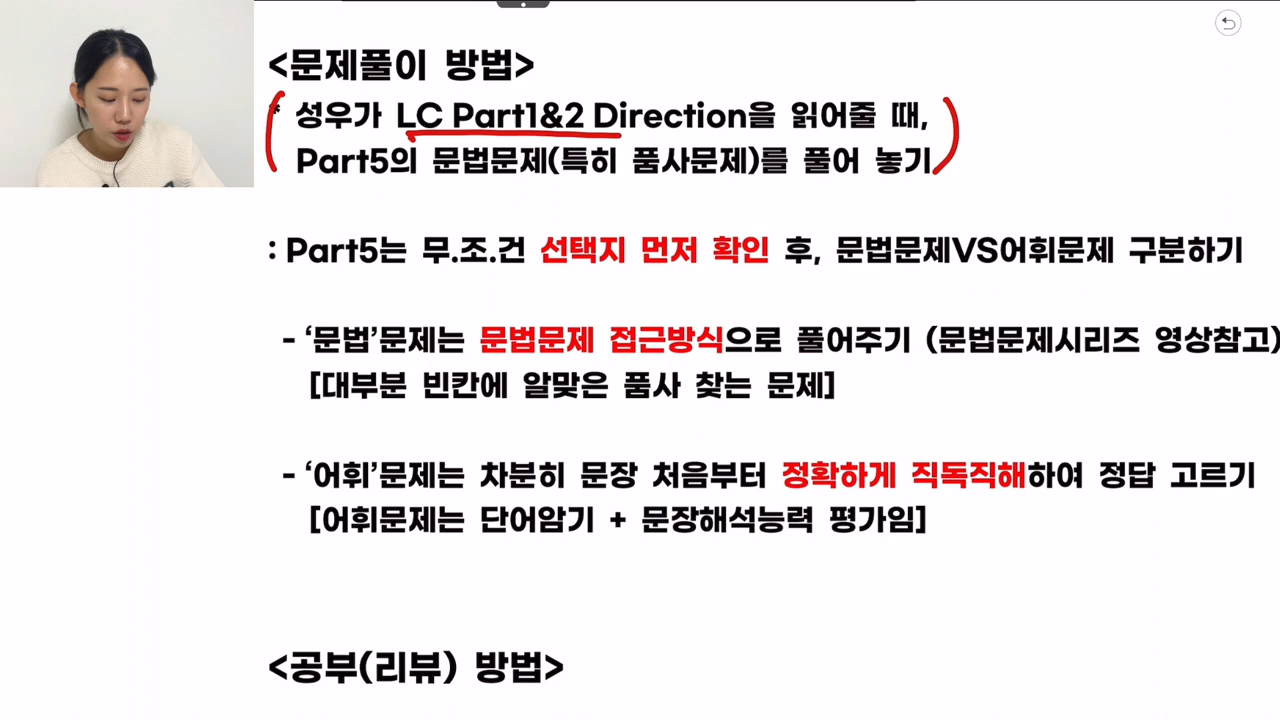 <문제풀이 방법>
* 성우가 LC Part1&2 Direction을 읽어줄 때,
Part5의 문법문제(특히 품사문제)를 풀어 놓기
: Part5는 무.조.건 선택지 먼저 확인 후, 문법문제VS어휘문제 구분하기
- ‘문법’문제는 문법문제 접근방식으로 풀어주기 (문법문제시리즈 영상참고)
[대부분 빈칸에 알맞은 품사 찾는 문제]
- ‘어휘’문제는 차분히 문장 처음부터 정확하게 직독직해하여 정답 고르기
[어휘문제는 단어암기 + 문장해석능력 평가임]
<공부(리뷰) 방법>